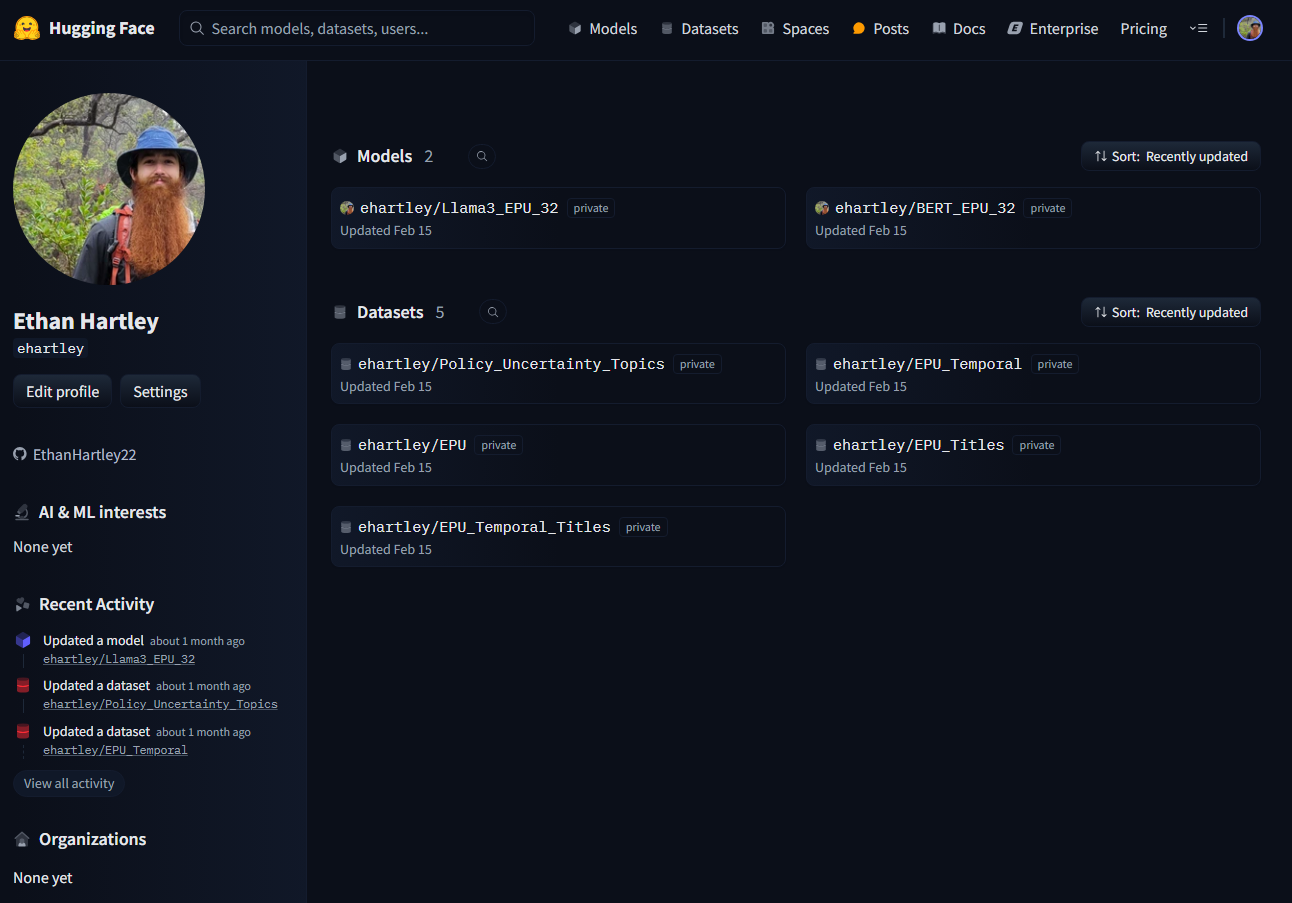 Hugging Face
Search models, datasets, users...
Models
Datasets
Spaces
Posts
Docs
Enterprise
Pricing
Ethan Hartley
ehartley
Edit profile
Settings
EthanHartley22
AI & ML interests
None yet
Recent Activity
Updated a model about 1 month ago
ehartley/Llama3_EPU_32
Updated a dataset about 1 month ago
ehartley/Policy_Uncertainty_Topics
Updated a dataset about 1 month ago
ehartley/EPU_Temporal
View all activity
Organizations
None yet
Models 2
Sort: Recently updated
ehartley/Llama3_EPU_32 private
Updated Feb 15
ehartley/BERT_EPU_32 private
Updated Feb 15
Datasets 5
Sort: Recently updated
ehartley/Policy_Uncertainty_Topics private
Updated Feb 15
ehartley/EPU_Temporal private
Updated Feb 15
ehartley/EPU private
Updated Feb 15
ehartley/EPU_Titles private
Updated Feb 15
ehartley/EPU_Temporal_Titles private
Updated Feb 15